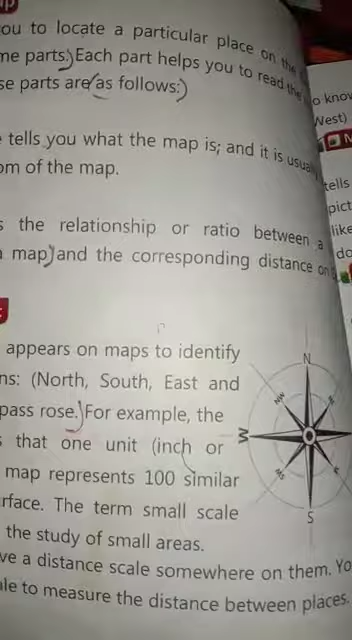 ou to locate a particular place on the
me parts. Each part helps you to read the
se parts are as follows:
tells you what the map is; and it is usual
om of the map.
s the relationship or ratio between a
map and the corresponding distance on
appears on maps to identify
ns: (North, South, East and
pass rose. For example, the
s that one unit (inch or
map represents 100 similar
rface. The term small scale
the study of small areas.
ve a distance scale somewhere on them. Yo
le to measure the distance between places.
N
NW
W
S
o know
West)
tells
pict
like
do